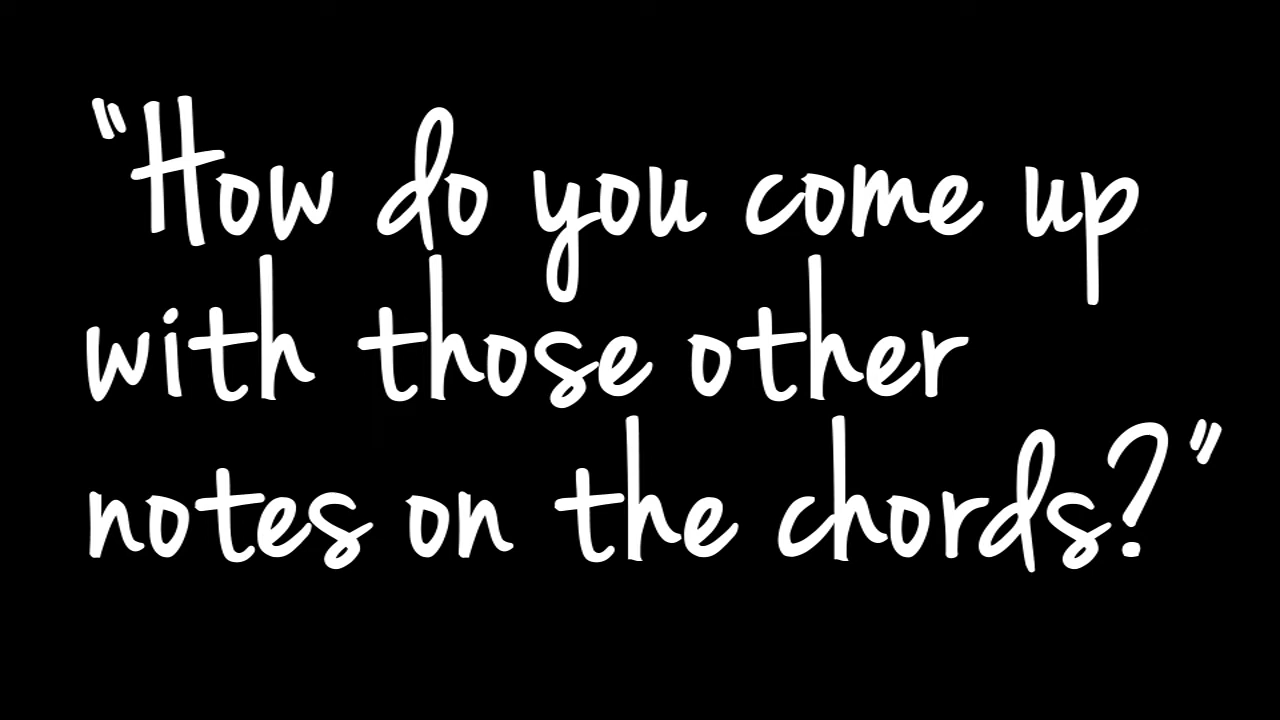 "How do you come up
with those other
notes on the chords?"